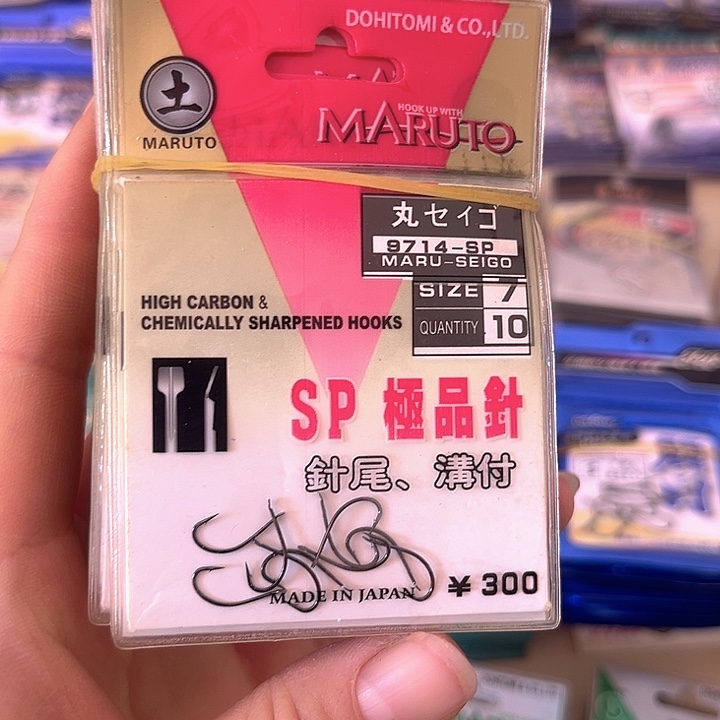 DOHITOMI & CO.,LTD.
土
MARUTO
HOOK UP WITH
MARUTO
丸セイゴ
9714-SP
MARU-SEIGO
SIZE 7
QUANTITY 10
HIGH CARBON &
CHEMICALLY SHARPENED HOOKS
SP 極品針
針尾、溝付
MADE IN JAPAN
¥300